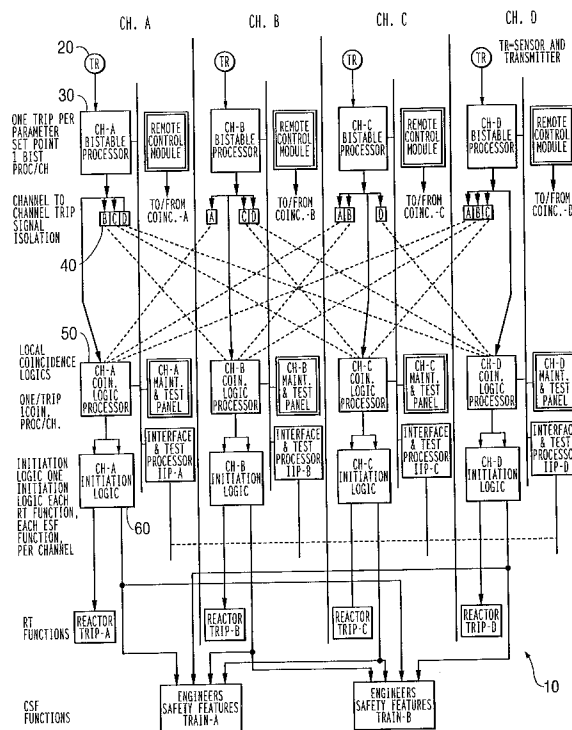 CH. A
CH. B
CH. C
CH. D
20
TR
TR
TR
TR
TR=SENSOR AND
TRANSMITTER
30
ONE TRIP PER
PARAMETER
SET POINT
1 BIST
PROC/CH
CH-A
BISTABLE
PROCESSOR
REMOTE
CONTROL
MODULE
CH-B
BISTABLE
PROCESSOR
REMOTE
CONTROL
MODULE
CH-C
BISTABLE
PROCESSOR
REMOTE
CONTROL
MODULE
CH-D
BISTABLE
PROCESSOR
REMOTE
CONTROL
MODULE
CHANNEL TO
CHANNEL TRIP
SIGNAL
ISOLATION
B C D
TO/FROM
COINC.-A
A
C D
TO/FROM
COINC.-B
A B
D
TO/FROM
COINC.-C
A B C
TO/FROM
COINC.-D
40
50
LOCAL
COINCIDENCE
LOGICS
ONE/TRIP
1COIN.
PROC/CH.
CH-A
COIN.
LOGIC
PROCESSOR
CH-A
MAINT.
& TEST
PANEL
CH-B
COIN.
LOGIC
PROCESSOR
CH-B
MAINT.
& TEST
PANEL
CH-C
COIN.
LOGIC
PROCESSOR
CH-C
MAINT.
& TEST
PANEL
CH-D
COIN.
LOGIC
PROCESSOR
CH-D
MAINT.
& TEST
PANEL
INTERFACE
& TEST
PROCESSOR
IIP-A
INTERFACE
& TEST
PROCESSOR
IIP-B
INTERFACE
& TEST
PROCESSOR
IIP-C
INTERFACE
& TEST
PROCESSOR
IIP-D
INITIATION
LOGIC ONE
INITIATION
LOGIC EACH
RT FUNCTION,
EACH ESF
FUNCTION,
PER CHANNEL
CH-A
INITIATION
LOGIC
CH-B
INITIATION
LOGIC
CH-C
INITIATION
LOGIC
CH-D
INITIATION
LOGIC
60
RT
FUNCTIONS
REACTOR
TRIP-A
REACTOR
TRIP-B
REACTOR
TRIP-C
REACTOR
TRIP-D
10
CSF
FUNCTIONS
ENGINEERS
SAFETY FEATURES
TRAIN-A
ENGINEERS
SAFETY FEATURES
TRAIN-B